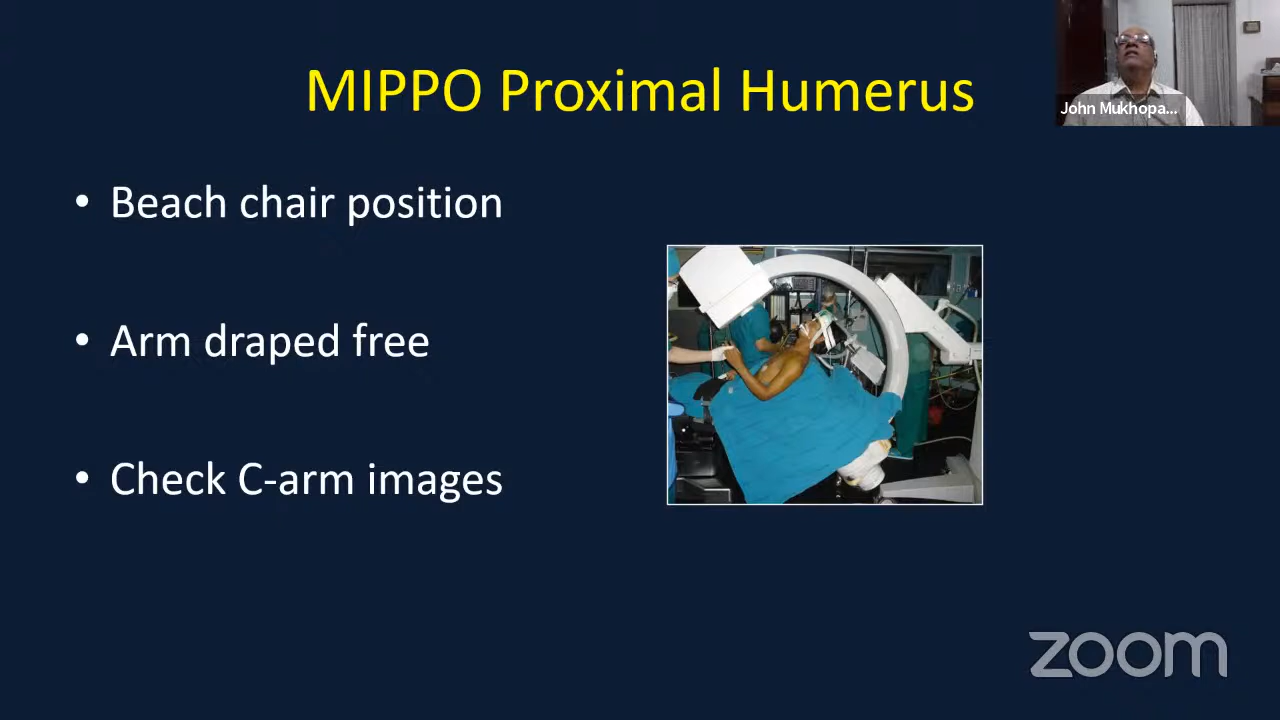 MIPPO Proximal Humerus
John Mukhopa...
• Beach chair position
• Arm draped free
• Check C-arm images
zoom